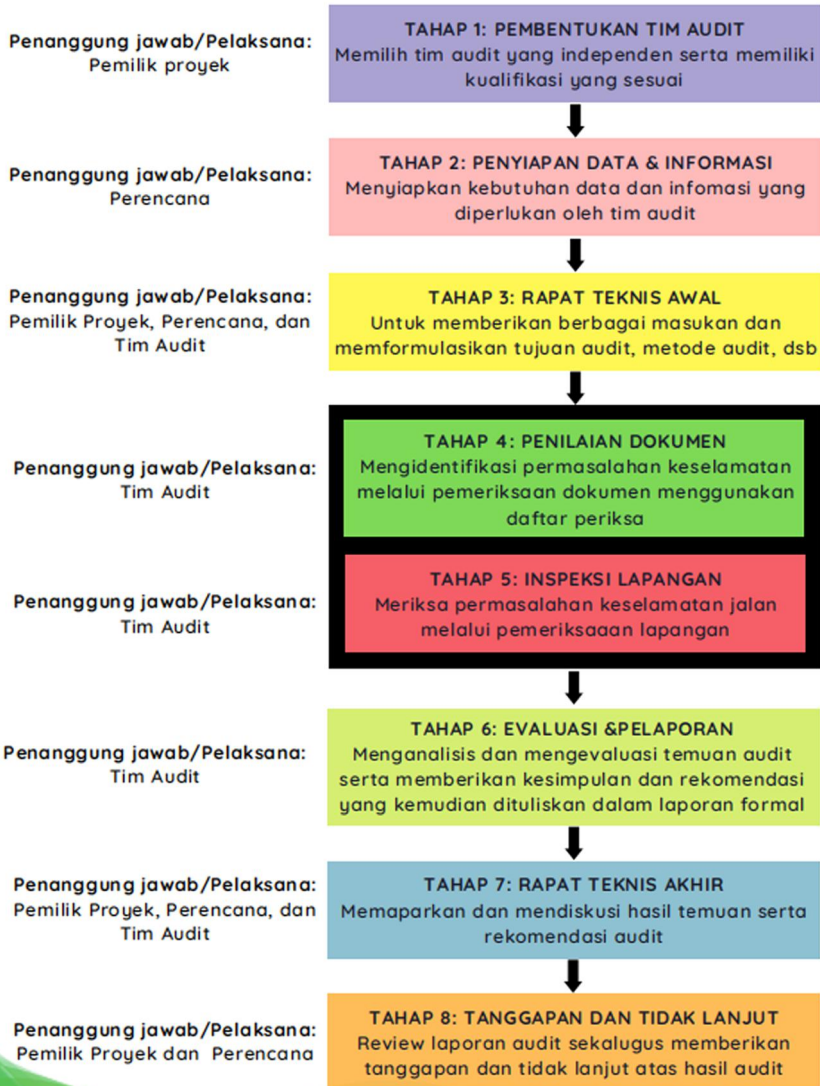 Penanggung jawab/Pelaksana:
Pemilik proyek
TAHAP 1: PEMBENTUKAN TIM AUDIT
Memilih tim audit yang independen serta memiliki
kualifikasi yang sesuai
Penanggung jawab/Pelaksana:
Perencana
TAHAP 2: PENYIAPAN DATA & INFORMASI
Menyiapkan kebutuhan data dan infomasi yang
diperlukan oleh tim audit
Penanggung jawab/Pelaksana:
Pemilik Proyek, Perencana, dan
Tim Audit
TAHAP 3: RAPAT TEKNIS AWAL
Untuk memberikan berbagai masukan dan
memformulasikan tujuan audit, metode audit, dsb
Penanggung jawab/Pelaksana:
Tim Audit
TAHAP 4: PENILAIAN DOKUMEN
Mengidentifikasi permasalahan keselamatan
melalui pemeriksaan dokumen menggunakan
daftar periksa
Penanggung jawab/Pelaksana:
Tim Audit
TAHAP 5: INSPEKSI LAPANGAN
Meriksa permasalahan keselamatan jalan
melalui pemeriksaaan lapangan
Penanggung jawab/Pelaksana:
Tim Audit
TAHAP 6: EVALUASI &PELAPORAN
Menganalisis dan mengevaluasi temuan audit
serta memberikan kesimpulan dan rekomendasi
yang kemudian dituliskan dalam laporan formal
Penanggung jawab/Pelaksana:
Pemilik Proyek, Perencana, dan
Tim Audit
TAHAP 7: RAPAT TEKNIS AKHIR
Memaparkan dan mendiskusi hasil temuan serta
rekomendasi audit
Penanggung jawab/Pelaksana:
Pemilik Proyek dan Perencana
TAHAP 8: TANGGAPAN DAN TIDAK LANJUT
Review laporan audit sekalugus memberikan
tanggapan dan tidak lanjut atas hasil audit